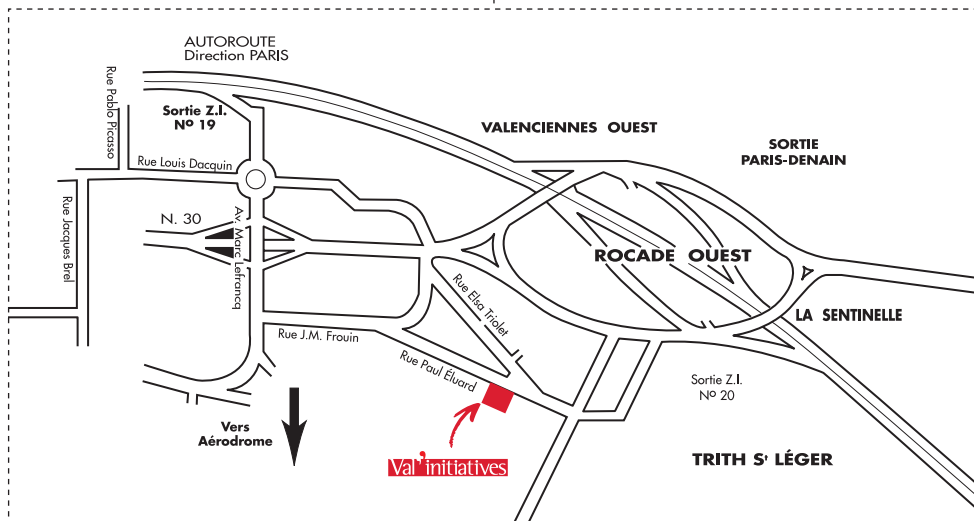 AUTOROUTE
Direction PARIS
Rue Pablo Picasso
Sortie Z.I.
Nº 19
VALENCIENNES OUEST
SORTIE
PARIS-DENAIN
Rue Louis Dacquin
Rue Jacques Brel
N. 30
Av. Marc Lefrancq
ROCADE OUEST
Rue Elsa Triolet
LA SENTINELLE
Rue J.M. Frouin
Rue Paul Éluard
Sortie Z.I.
Nº 20
Vers
Aérodrome
Val'initiatives
TRITH Sᵗ LÉGER